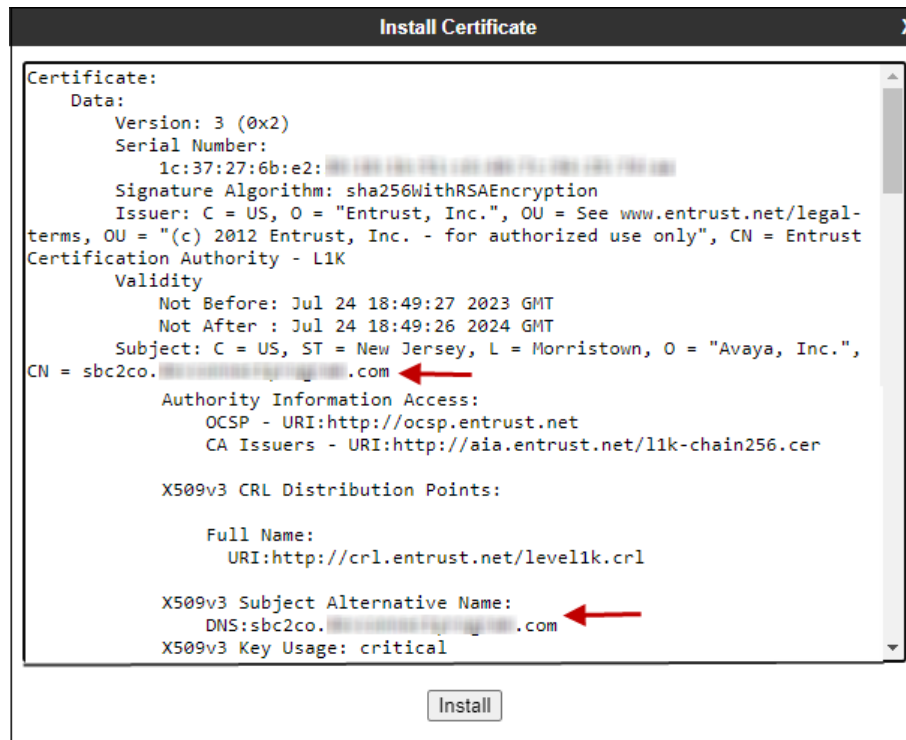 Install Certificate
X
Certificate:
Data:
Version: 3 (0x2)
Serial Number:
1c:37:27:6b:e2:
Signature Algorithm: sha256WithRSAEncryption
Issuer: C = US, O = "Entrust, Inc.", OU = See www.entrust.net/legal-
terms, OU = "(c) 2012 Entrust, Inc. - for authorized use only", CN = Entrust
Certification Authority - L1K
Validity
Not Before: Jul 24 18:49:27 2023 GMT
Not After : Jul 24 18:49:26 2024 GMT
Subject: C = US, ST = New Jersey, L = Morristown, O = "Avaya, Inc.",
CN = sbc2co. .com
Authority Information Access:
OCSP - URI:http://ocsp.entrust.net
CA Issuers - URI:http://aia.entrust.net/l1k-chain256.cer
X509v3 CRL Distribution Points:
Full Name:
URI:http://crl.entrust.net/level1k.crl
X509v3 Subject Alternative Name:
DNS:sbc2co. .com
X509v3 Key Usage: critical
Install